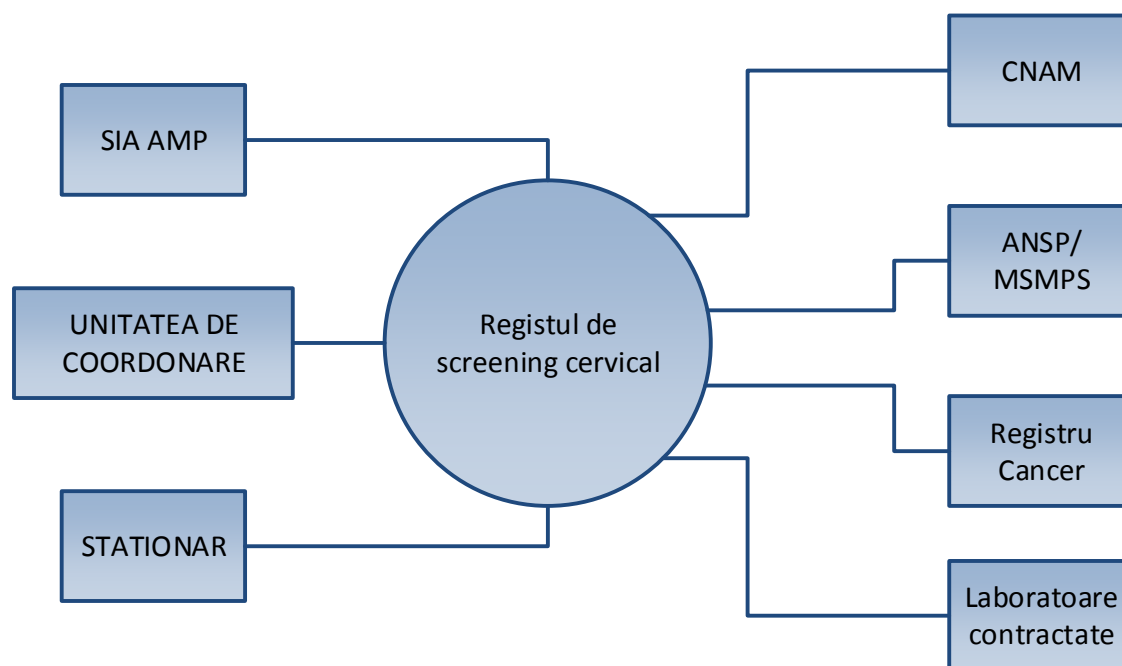 SIA AMP
UNITATEA DE
COORDONARE
STATIONAR
Registul de
screening cervical
CNAM
ANSP/
MSMPS
Registru
Cancer
Laboratoare
contractate